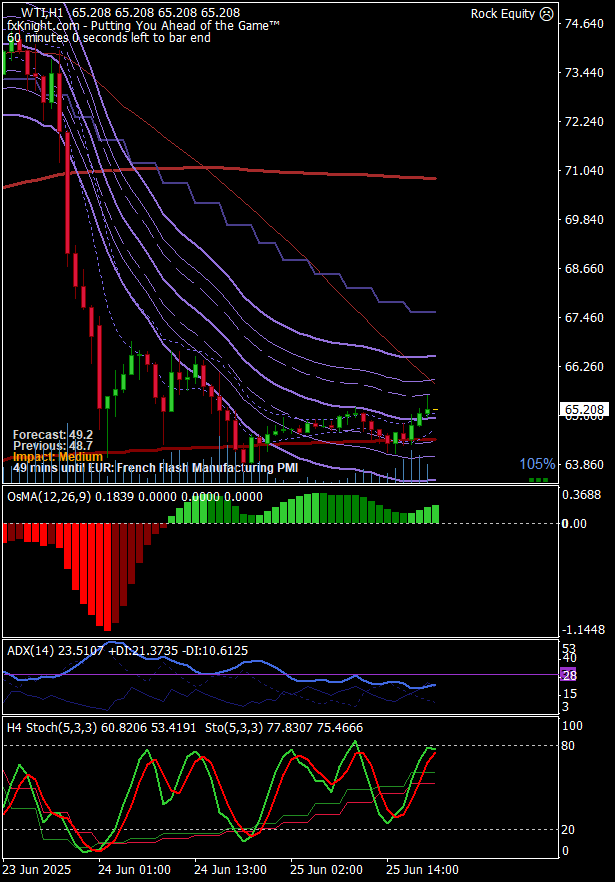 _WTI,H1 65.208 65.208 65.208 65.208
Rock Equity
fxKnight.com - Putting You Ahead of the Game™
60 minutes 0 seconds left to bar end
74.640
73.440
72.240
71.040
69.840
68.660
67.460
66.260
65.208
63.860
Forecast: 49.2
Previous: 48.7
Impact: Medium
49 mins until EUR: French Flash Manufacturing PMI
105%
OsMA(12,26,9) 0.1839 0.0000 0.0000 0.0000
0.3688
0.00
-1.1448
ADX(14) 23.5107 +DI:21.3735 -DI:10.6125
53
40
28
15
3
H4 Stoch(5,3,3) 60.8206 53.4191 Sto(5,3,3) 77.8307 75.4666
100
80
20
0
23 Jun 2025
24 Jun 01:00
24 Jun 13:00
25 Jun 02:00
25 Jun 14:00